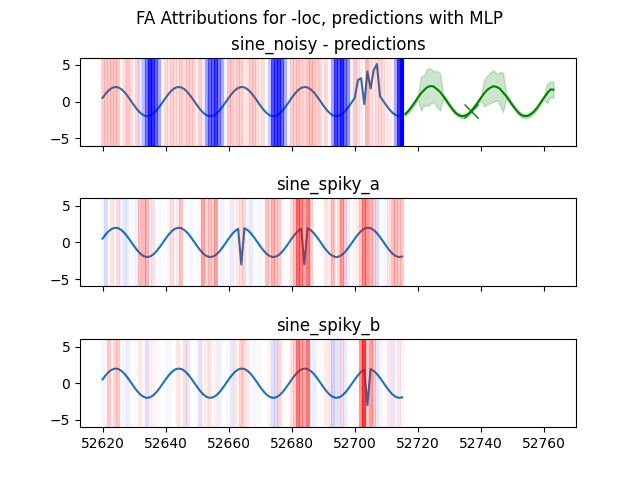 FA Attributions for -loc, predictions with MLP
sine_noisy - predictions
5
0
−5
sine_spiky_a
5
0
−5
sine_spiky_b
5
0
−5
52620 52640 52660 52680 52700 52720 52740 52760